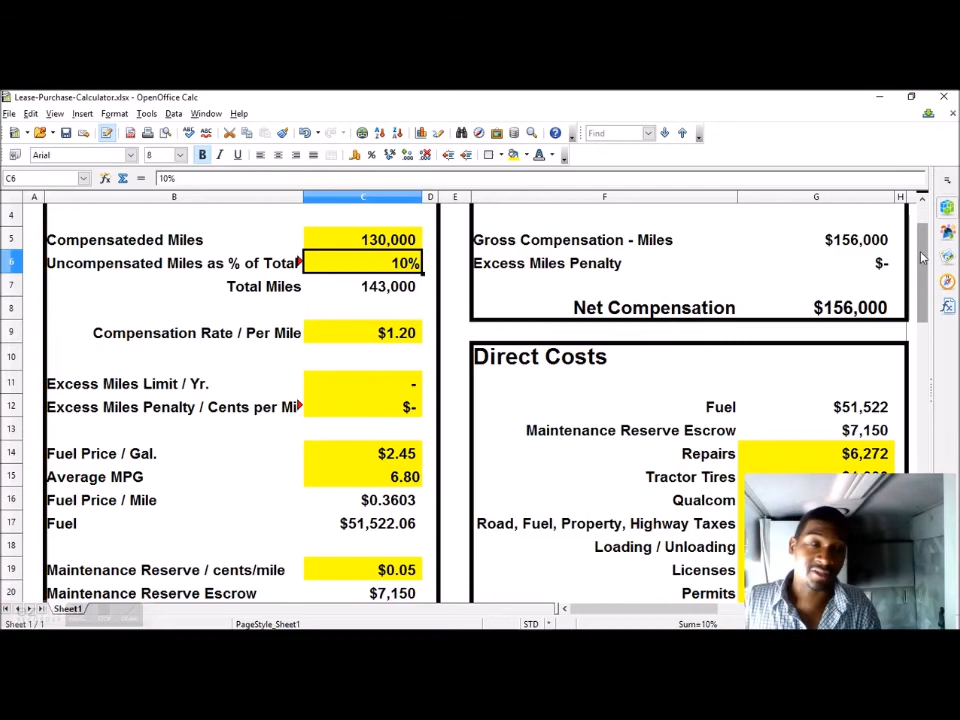 Lease-Purchase-Calculator.xlsx - OpenOffice Calc
File Edit View Insert Format Tools Data Window Help
Find
Arial 8 B I U
C6 10%
A B C D E F G H
4
5 Compensateded Miles 130,000 Gross Compensation - Miles $156,000
6 Uncompensated Miles as % of Total 10% Excess Miles Penalty $-
7 Total Miles 143,000
8 Net Compensation $156,000
9 Compensation Rate / Per Mile $1.20
10 Direct Costs
11 Excess Miles Limit / Yr. -
12 Excess Miles Penalty / Cents per Mi $- Fuel $51,522
13 Maintenance Reserve Escrow $7,150
14 Fuel Price / Gal. $2.45 Repairs $6,272
15 Average MPG 6.80 Tractor Tires
16 Fuel Price / Mile $0.3603 Qualcom
17 Fuel $51,522.06 Road, Fuel, Property, Highway Taxes
18 Loading / Unloading
19 Maintenance Reserve / cents/mile $0.05 Licenses
20 Maintenance Reserve Escrow $7,150 Permits
Sheet1
Sheet 1 / 1 PageStyle_Sheet1 STD * Sum=10%